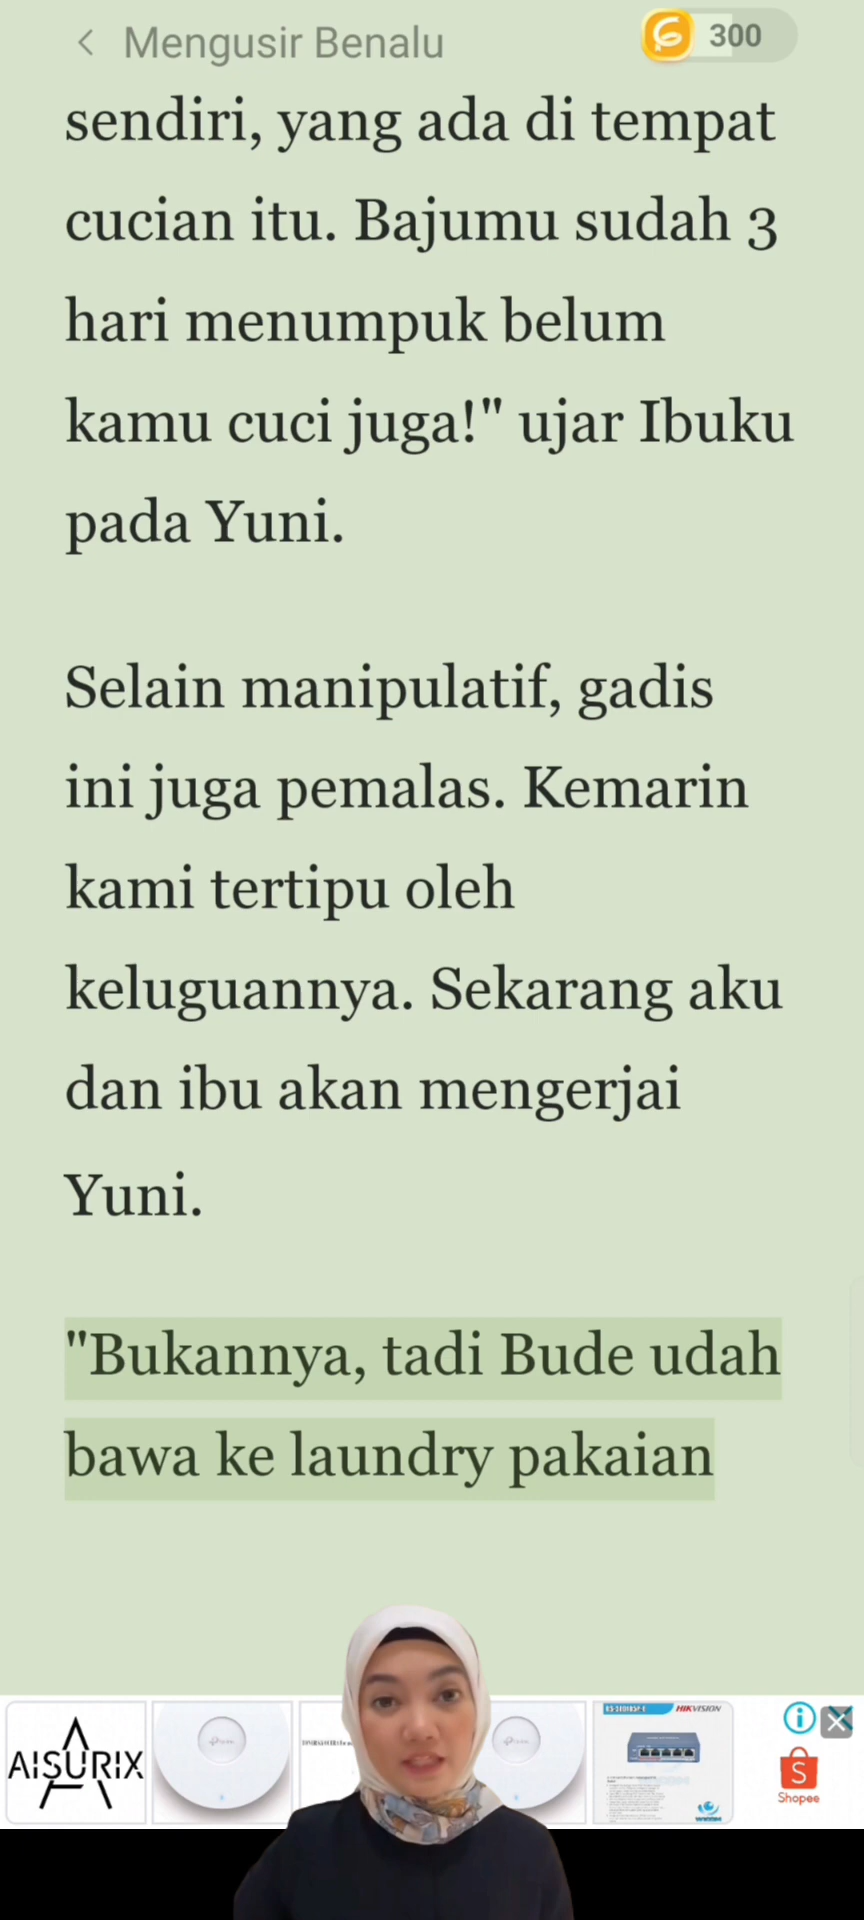 Mengusir Benalu
300
sendiri, yang ada di tempat
cucian itu. Bajumu sudah 3
hari menumpuk belum
kamu cuci juga!" ujar Ibuku
pada Yuni.
Selain manipulatif, gadis
ini juga pemalas. Kemarin
kami tertipu oleh
keluguannya. Sekarang aku
dan ibu akan mengerjai
Yuni.
"Bukannya, tadi Bude udah
bawa ke laundry pakaian
AISURIX
HIKVISION
Shopee